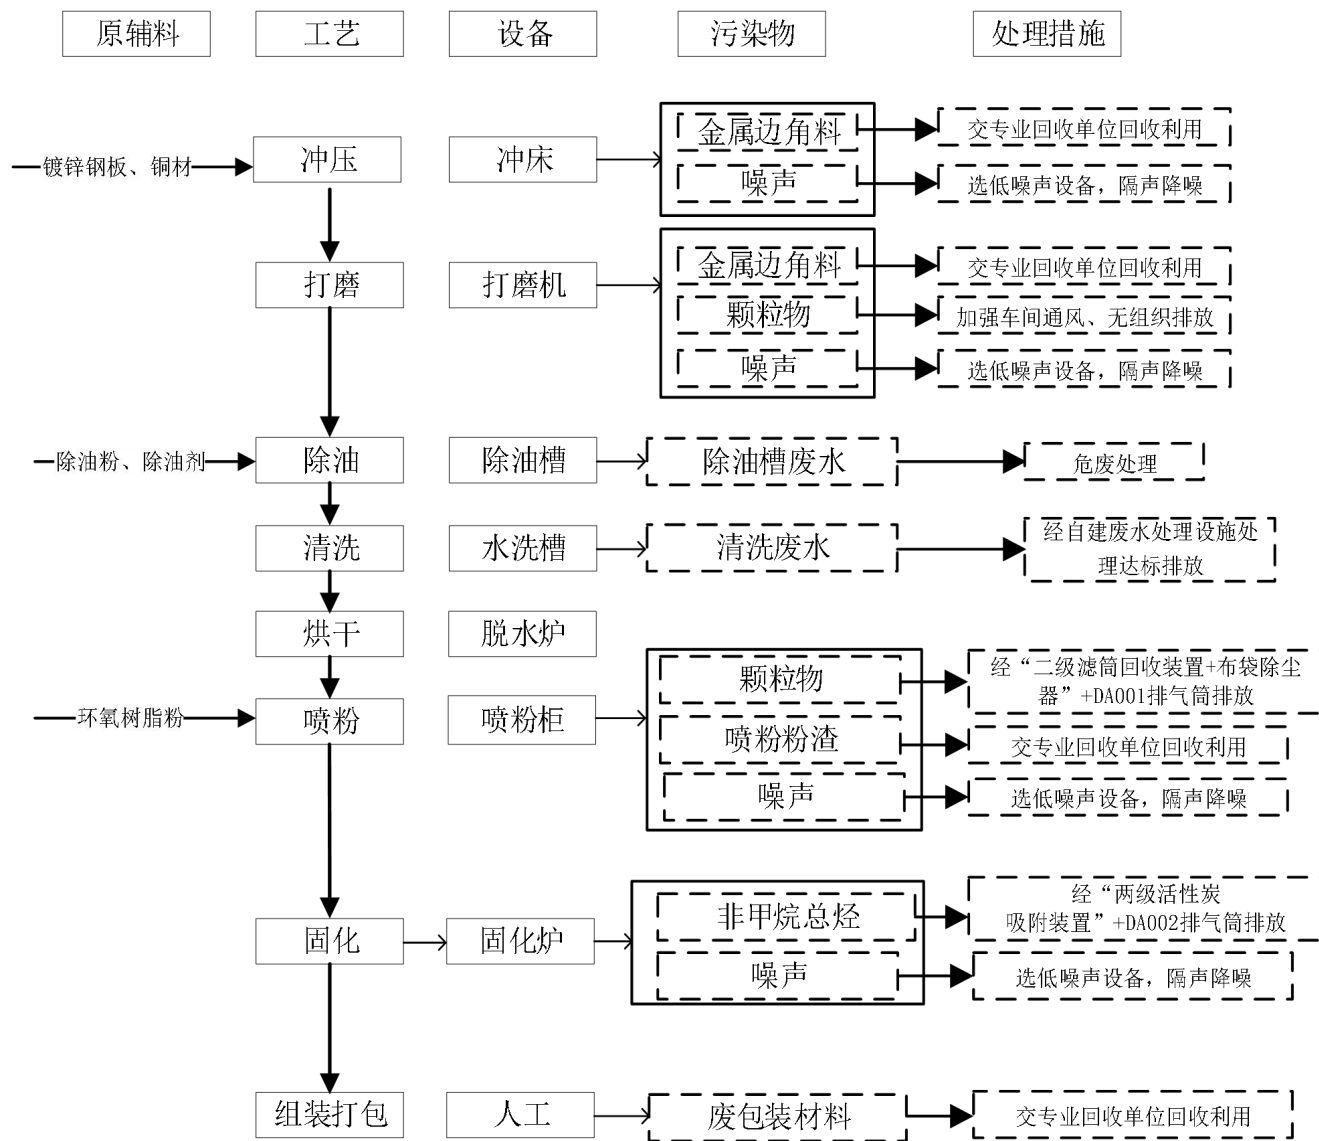 原辅料
工艺
设备
污染物
处理措施
镀锌钢板、铜材
冲压
冲床
金属边角料
交专业回收单位回收利用
噪声
选低噪声设备，隔声降噪
打磨
打磨机
金属边角料
交专业回收单位回收利用
颗粒物
加强车间通风、无组织排放
噪声
选低噪声设备，隔声降噪
除油粉、除油剂
除油
除油槽
除油槽废水
危废处理
清洗
水洗槽
清洗废水
经自建废水处理设施处
理达标排放
烘干
脱水炉
环氧树脂粉
喷粉
喷粉柜
颗粒物
经“二级滤筒回收装置+布袋除尘
器”+DA001排气筒排放
喷粉粉渣
交专业回收单位回收利用
噪声
选低噪声设备，隔声降噪
固化
固化炉
非甲烷总烃
经“两级活性炭
吸附装置”+DA002排气筒排放
噪声
选低噪声设备，隔声降噪
组装打包
人工
废包装材料
交专业回收单位回收利用